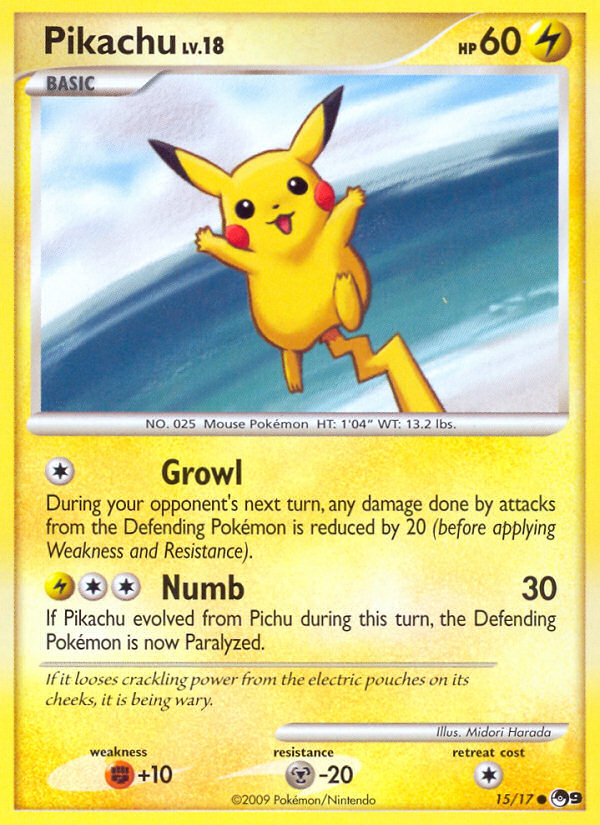 Pikachu LV.18 HP 60
BASIC
NO. 025 Mouse Pokémon HT: 1'04" WT: 13.2 lbs.
Growl
During your opponent's next turn, any damage done by attacks
from the Defending Pokémon is reduced by 20 (before applying
Weakness and Resistance).
Numb 30
If Pikachu evolved from Pichu during this turn, the Defending
Pokémon is now Paralyzed.
If it looses crackling power from the electric pouches on its
cheeks, it is being wary.
Illus. Midori Harada
weakness resistance retreat cost
+10 -20
©2009 Pokémon/Nintendo 15/17 ● 9